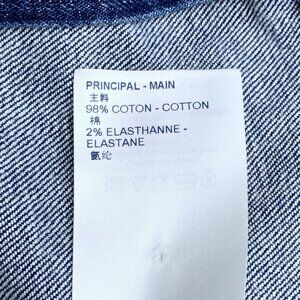 PRINCIPAL - MAIN
主料
98% COTON - COTTON
棉
2% ELASTHANNE -
ELASTANE
氨纶